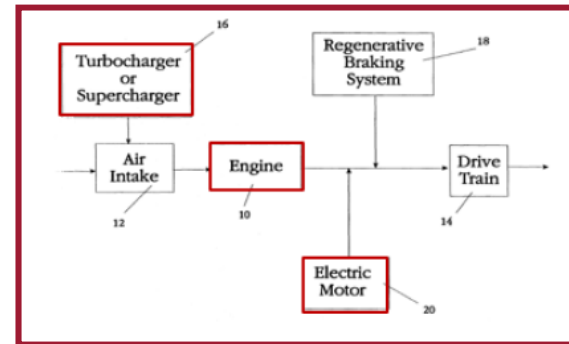 16
Turbocharger
or
Supercharger
Regenerative
Braking
System
18
Air
Intake
12
Engine
10
Drive
Train
14
Electric
Motor
20